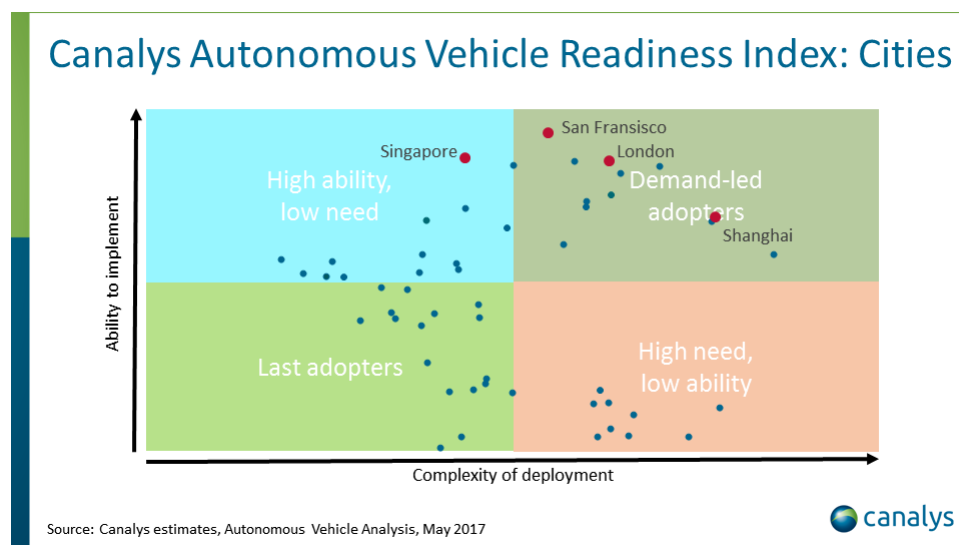 Canalys Autonomous Vehicle Readiness Index: Cities
San Fransisco
Singapore
London
High ability,
low need
Demand-led
adopters
Shanghai
Ability to implement
Last adopters
High need,
low ability
Complexity of deployment
Source: Canalys estimates, Autonomous Vehicle Analysis, May 2017
canalys